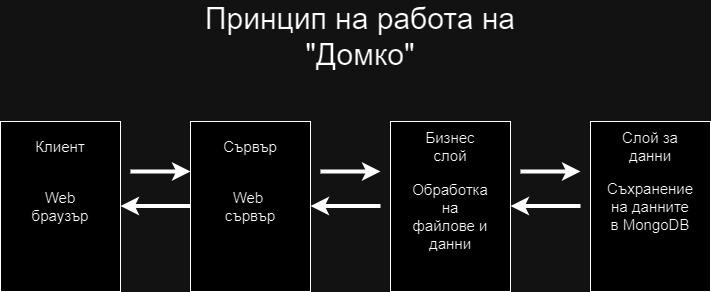 Принцип на работа на
"Домко"
Клиент
Web
браузър
Сървър
Web
сървър
Бизнес
слой
Обработка
на
файлове и
данни
Слой за
данни
Съхранение
на данните
в MongoDB